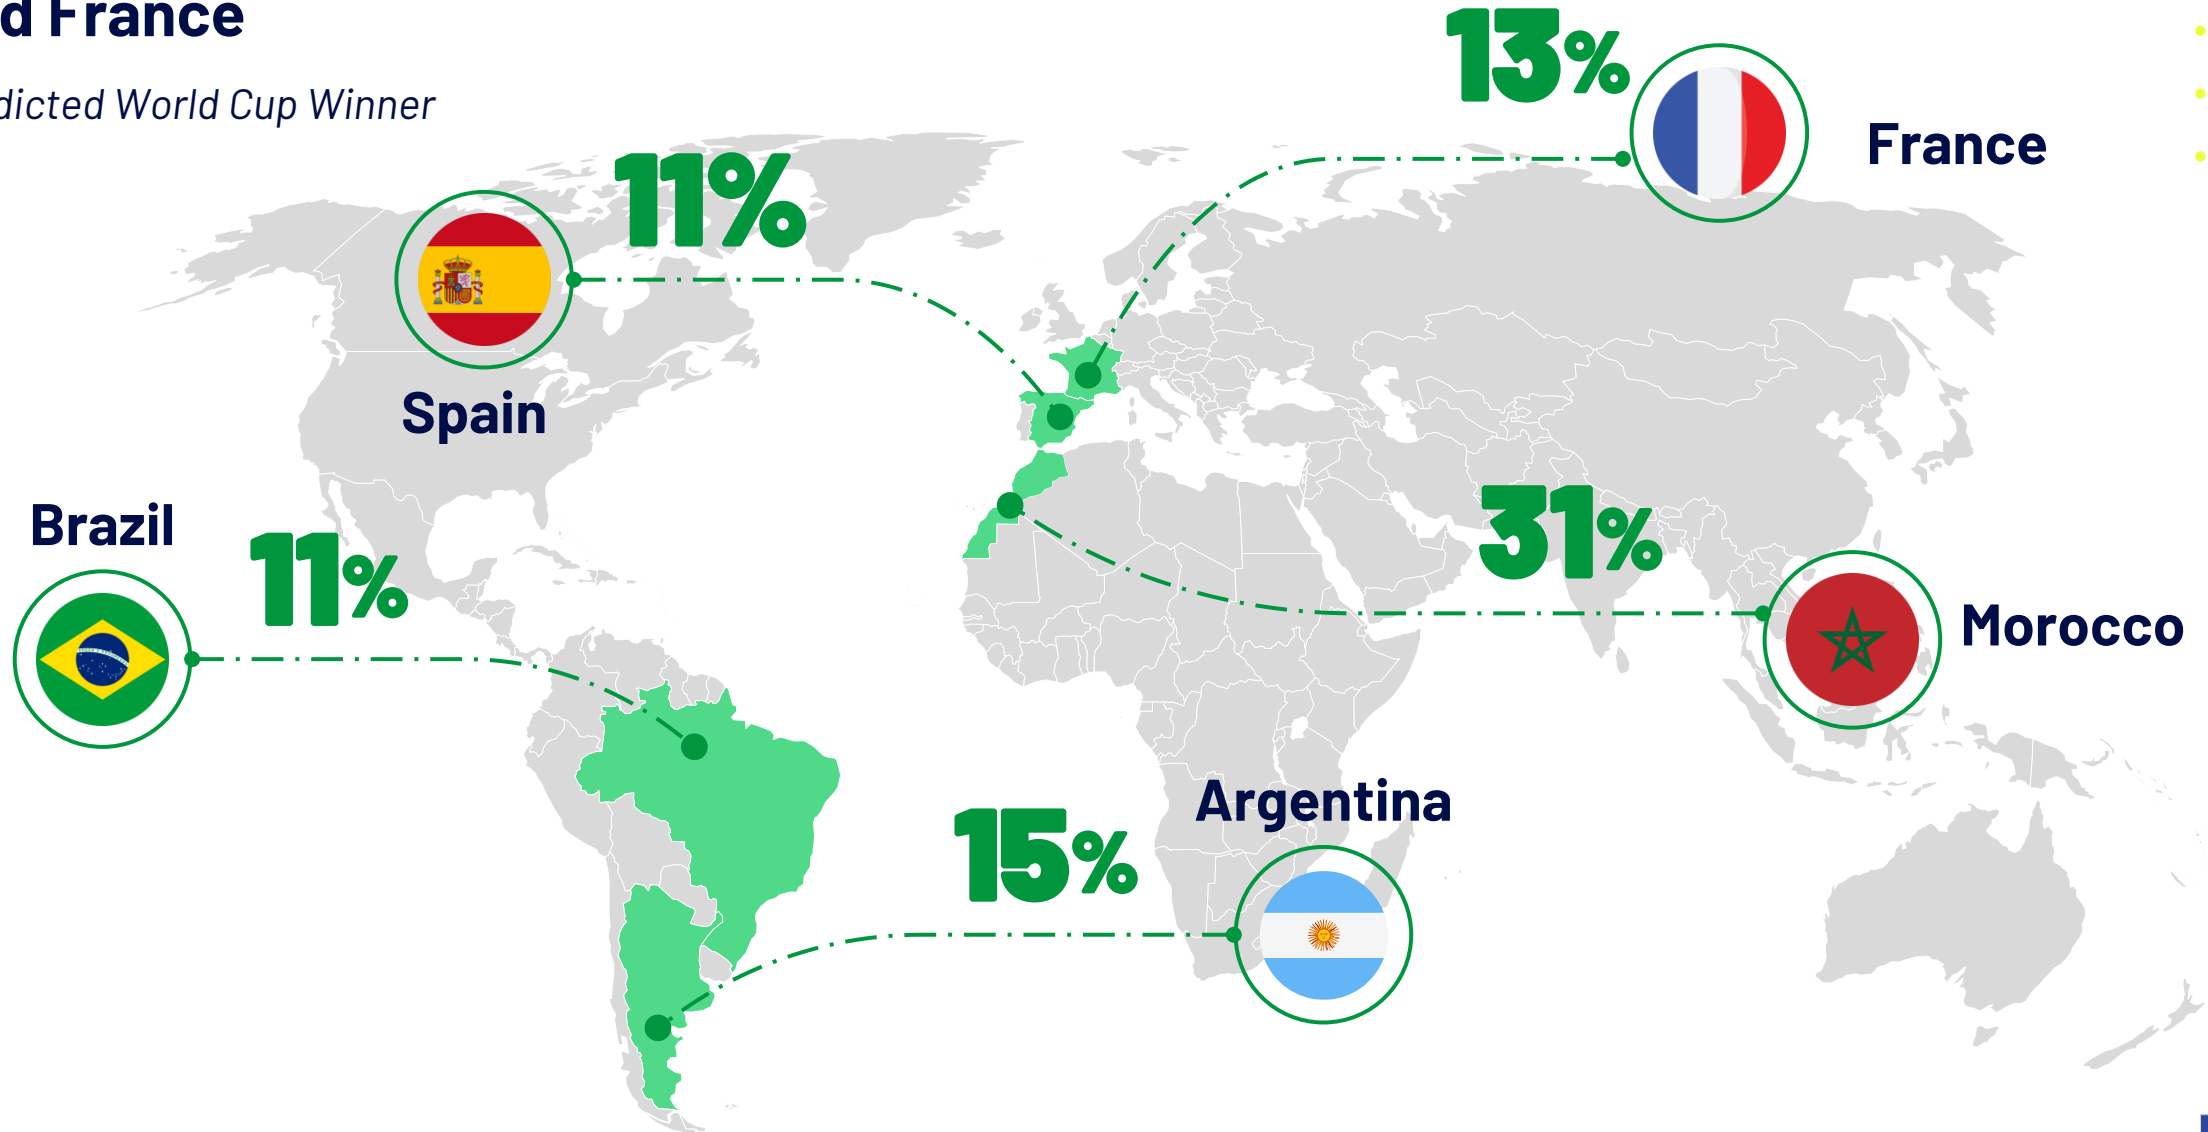 d France
dicted World Cup Winner
13%
France
11%
Spain
Brazil
11%
31%
Morocco
Argentina
15%